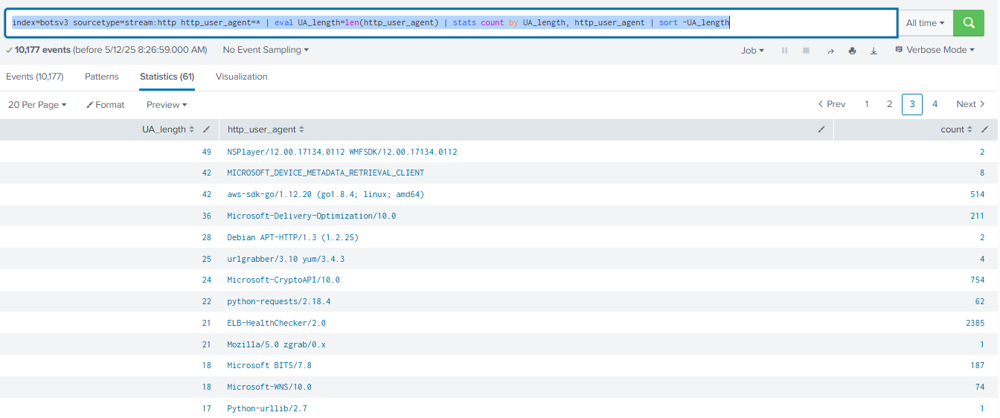 index=botsv3 sourcetype=stream:http http_user_agent=* | eval UA_length=len(http_user_agent) | stats count by UA_length, http_user_agent | sort -UA_length
All time
10,177 events (before 5/12/25 8:26:59.000 AM) No Event Sampling Job Verbose Mode
Events (10,177) Patterns Statistics (61) Visualization
20 Per Page Format Preview < Prev 1 2 3 4 Next >
UA_length http_user_agent count
49 NSPlayer/12.00.17134.0112 WMFSDK/12.00.17134.0112 2
42 MICROSOFT_DEVICE_METADATA_RETRIEVAL_CLIENT 8
42 aws-sdk-go/1.12.20 (go1.8.4; linux; amd64) 514
36 Microsoft-Delivery-Optimization/10.0 211
28 Debian APT-HTTP/1.3 (1.2.25) 2
25 urlgrabber/3.10 yum/3.4.3 4
24 Microsoft-CryptoAPI/10.0 754
22 python-requests/2.18.4 62
21 ELB-HealthChecker/2.0 2385
21 Mozilla/5.0 zgrab/0.x 1
18 Microsoft BITS/7.8 187
18 Microsoft-WNS/10.0 74
17 Python-urllib/2.7 1